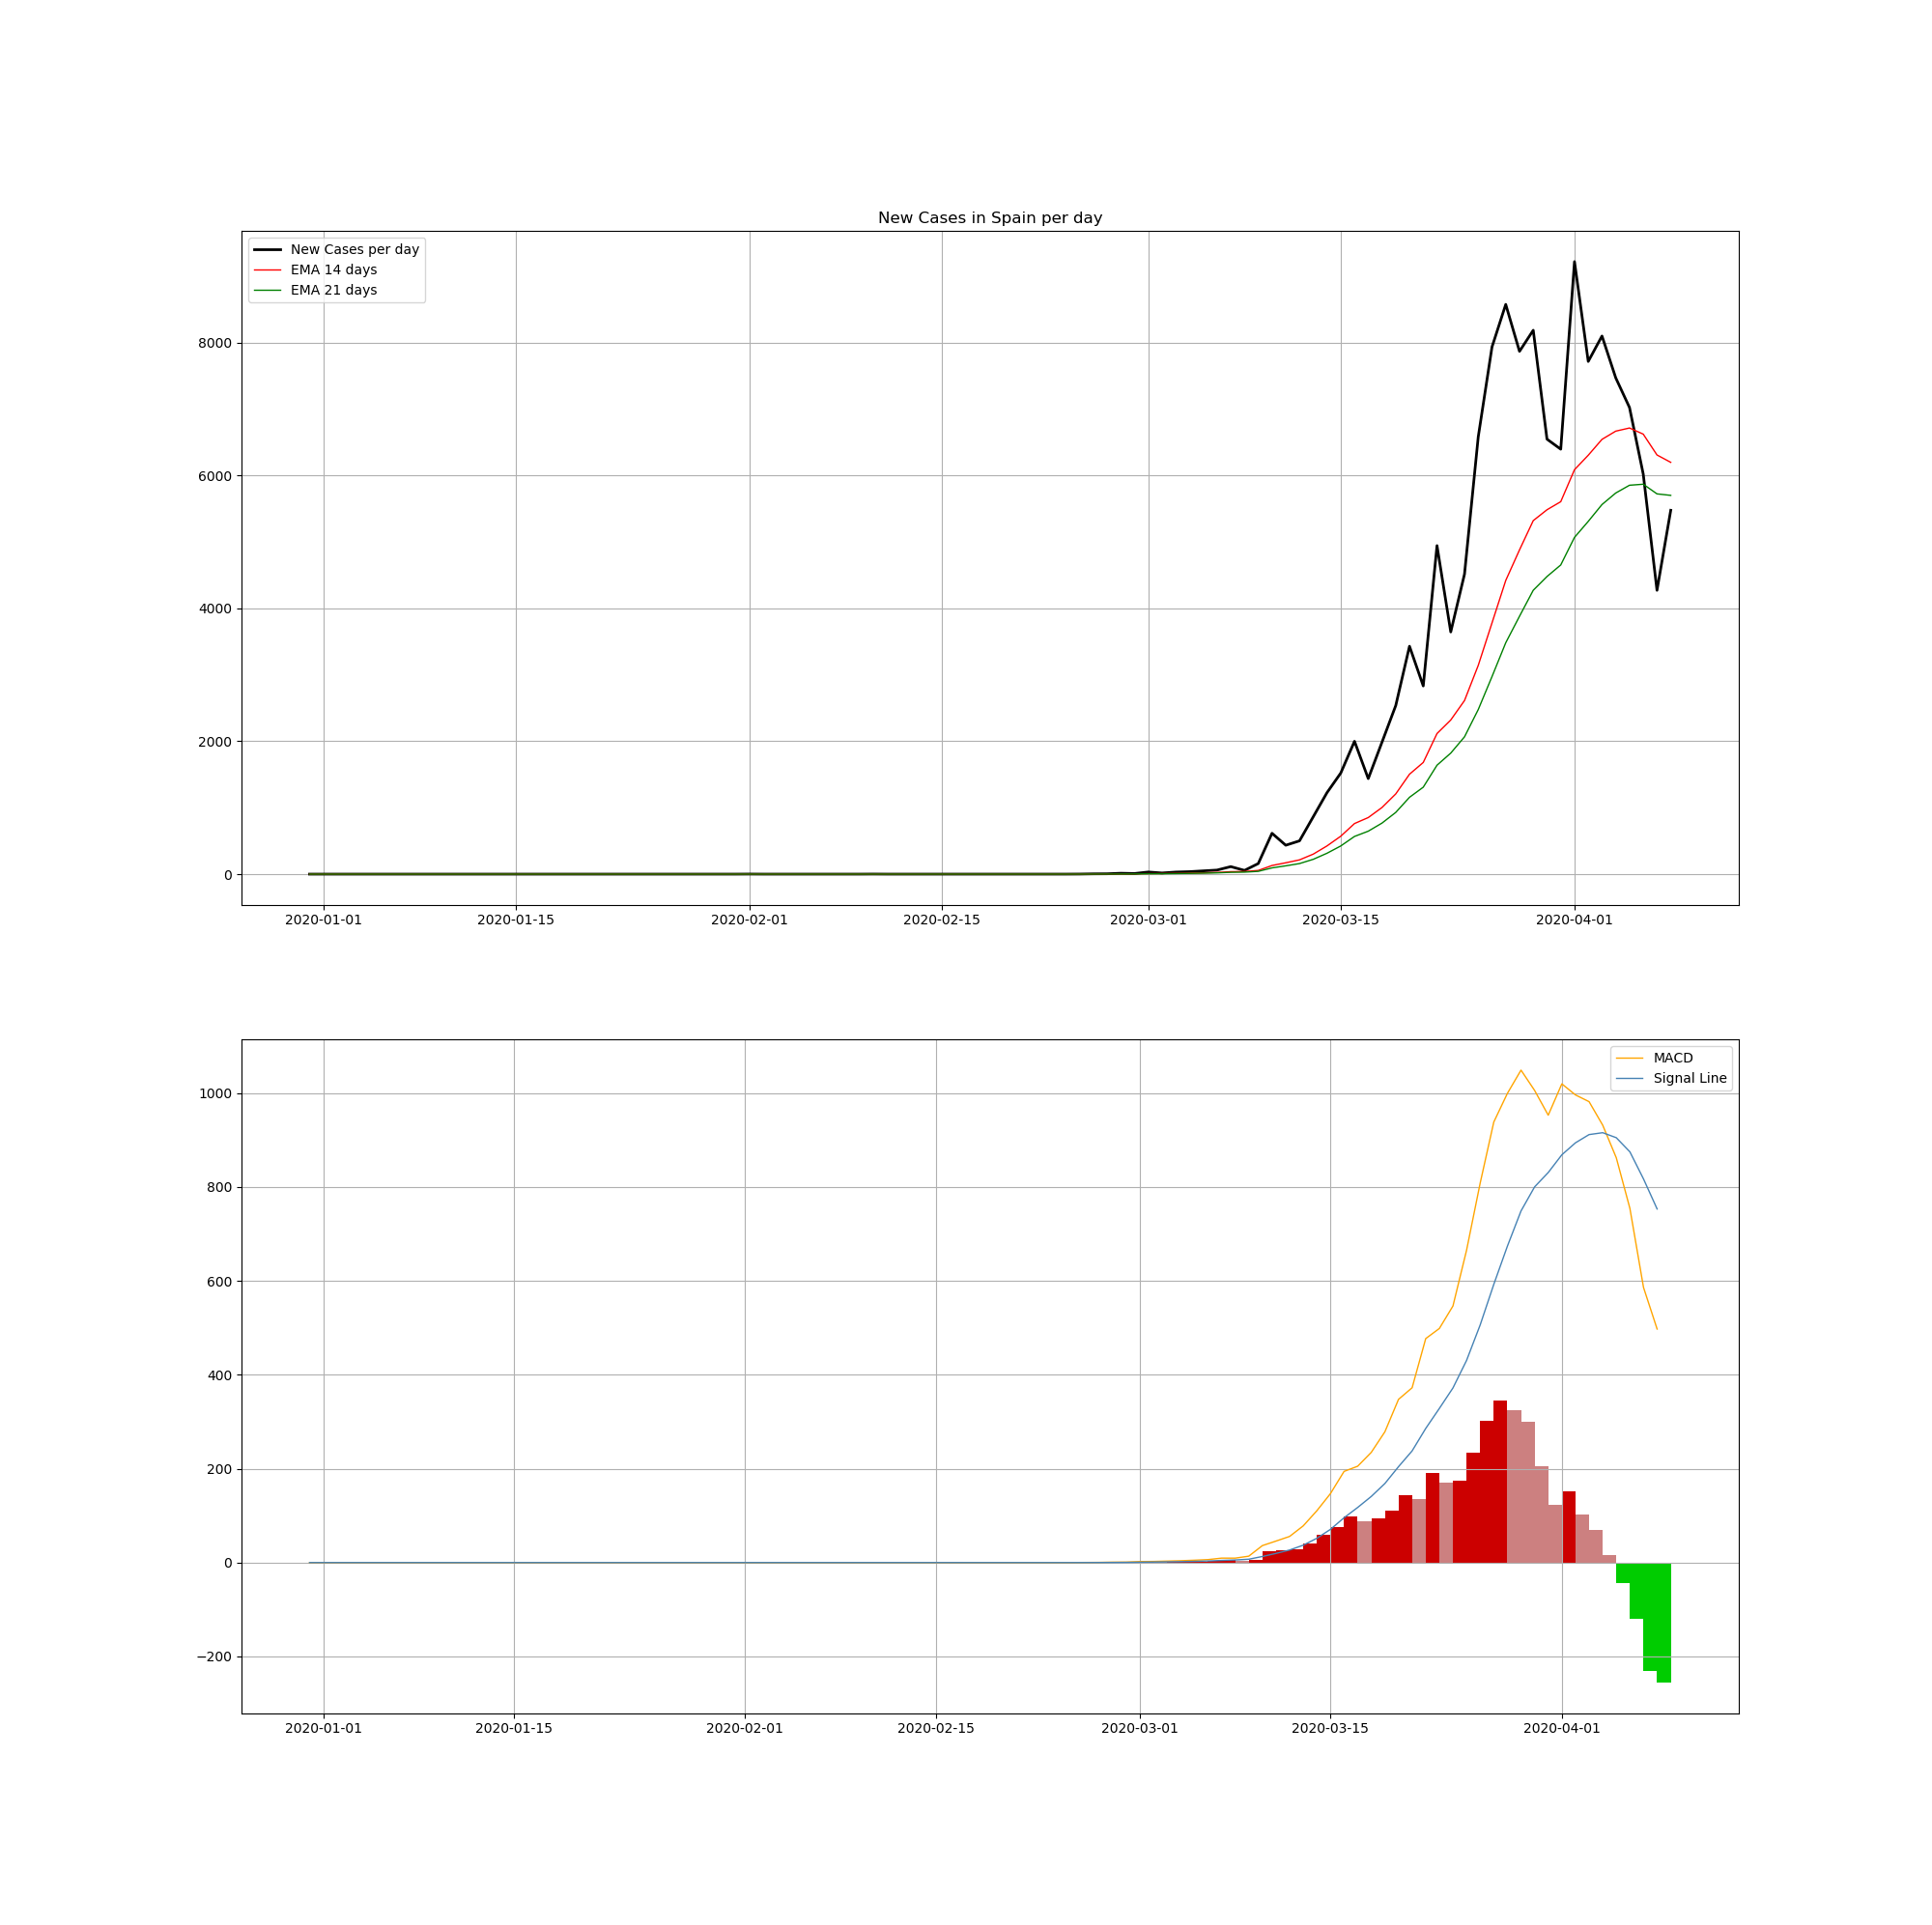 New Cases in Spain per day
New Cases per day
EMA 14 days
EMA 21 days
8000
6000
4000
2000
0
2020-01-01 2020-01-15 2020-02-01 2020-02-15 2020-03-01 2020-03-15 2020-04-01
MACD
Signal Line
1000
800
600
400
200
0
−200
2020-01-01 2020-01-15 2020-02-01 2020-02-15 2020-03-01 2020-03-15 2020-04-01